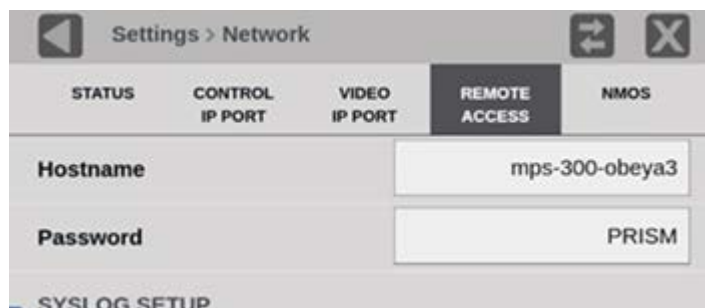 Settings > Network
STATUS
CONTROL
IP PORT
VIDEO
IP PORT
REMOTE
ACCESS
NMOS
Hostname
mps-300-obeya3
Password
PRISM
SYSLOG SETUP